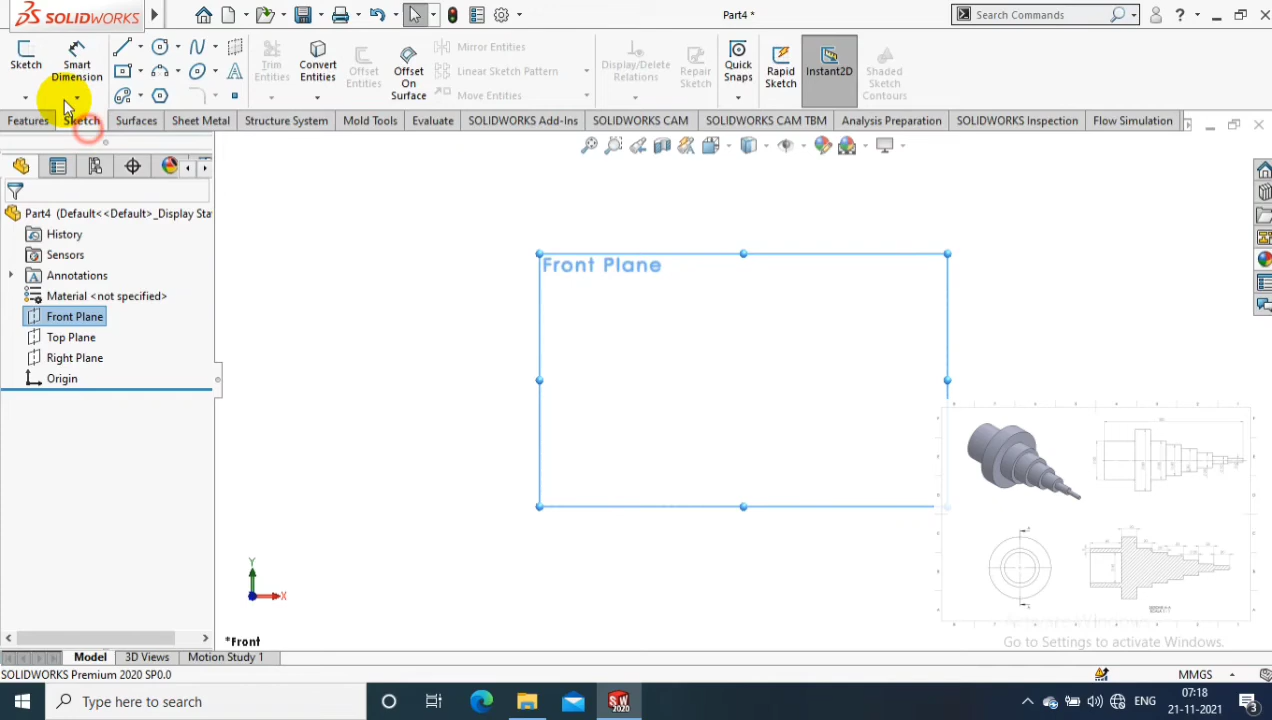 SOLIDWORKS
Part4 *
Search Commands
Sketch
Smart Dimension
Trim Entities
Convert Entities
Offset Entities
Offset On Surface
Mirror Entities
Linear Sketch Pattern
Move Entities
Display/Delete Relations
Repair Sketch
Quick Snaps
Rapid Sketch
Instant2D
Shaded Sketch Contours
Features
Sketch
Surfaces
Sheet Metal
Structure System
Mold Tools
Evaluate
SOLIDWORKS Add-Ins
SOLIDWORKS CAM
SOLIDWORKS CAM TBM
Analysis Preparation
SOLIDWORKS Inspection
Flow Simulation
Part4 (Default<<Default>_Display Sta
History
Sensors
Annotations
Material <not specified>
Front Plane
Top Plane
Right Plane
Origin
Front Plane
Y
X
*Front
Go to Settings to activate Windows.
Model
3D Views
Motion Study 1
SOLIDWORKS Premium 2020 SP0.0
MMGS
Type here to search
SW
2020
ENG
07:18
21-11-2021
3